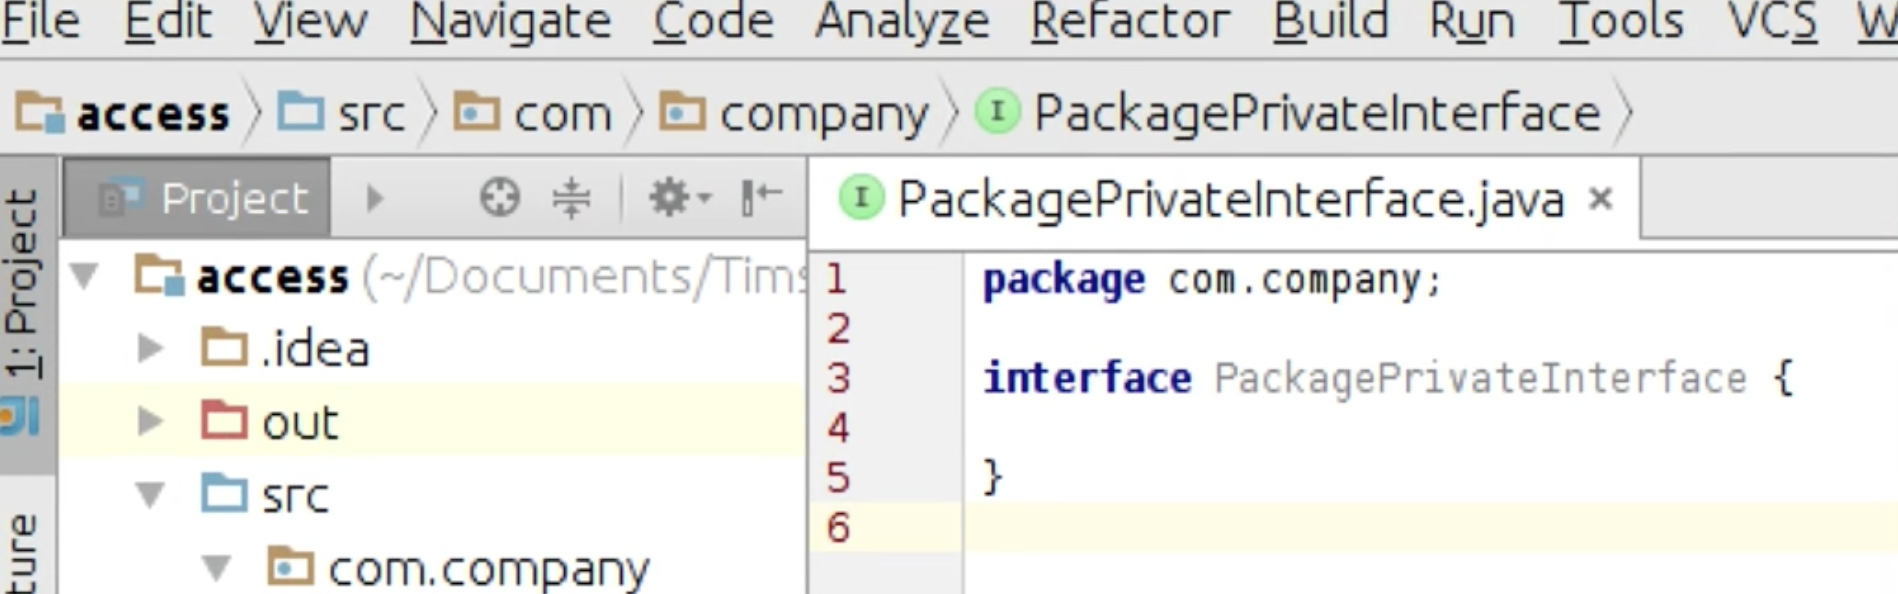 File Edit View Navigate Code Analyze Refactor Build Run Tools VCS
access src com company I PackagePrivateInterface
1: Project
Project
I PackagePrivateInterface.java ×
access (~/Documents/Tims
.idea
out
src
com.company
1 package com.company;
2
3 interface PackagePrivateInterface {
4
5 }
6